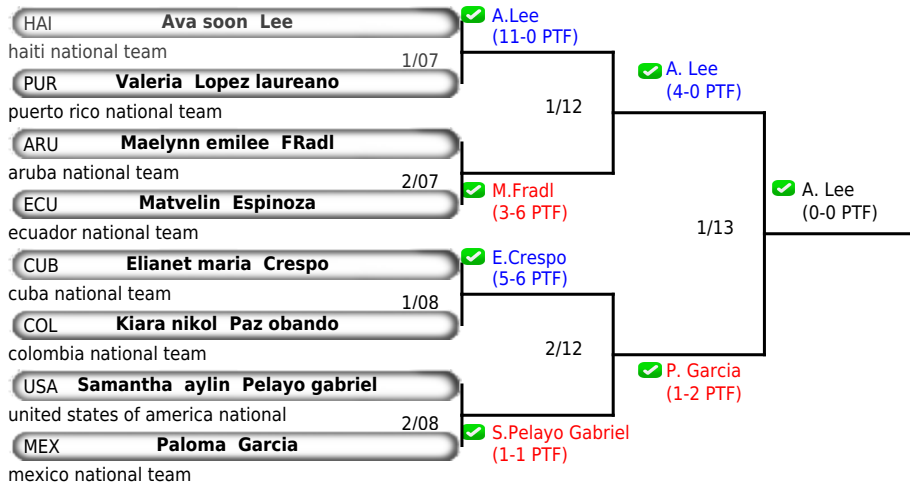 HAI Ava soon Lee
haiti national team
1/07
PUR Valeria Lopez laureano
puerto rico national team
ARU Maelynn emilee FRadl
aruba national team
2/07
ECU Matvelin Espinoza
ecuador national team
CUB Elianet maria Crespo
cuba national team
1/08
COL Kiara nikol Paz obando
colombia national team
USA Samantha aylin Pelayo gabriel
united states of america national
2/08
MEX Paloma Garcia
mexico national team
A.Lee
(11-0 PTF)
1/12
M.Fradl
(3-6 PTF)
E.Crespo
(5-6 PTF)
2/12
S.Pelayo Gabriel
(1-1 PTF)
A. Lee
(4-0 PTF)
1/13
P. Garcia
(1-2 PTF)
A. Lee
(0-0 PTF)